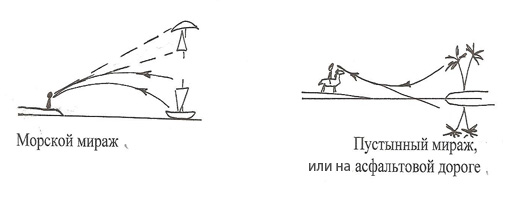 Морской мираж .
Пустынный мираж,
или на асфальтовой дороге .